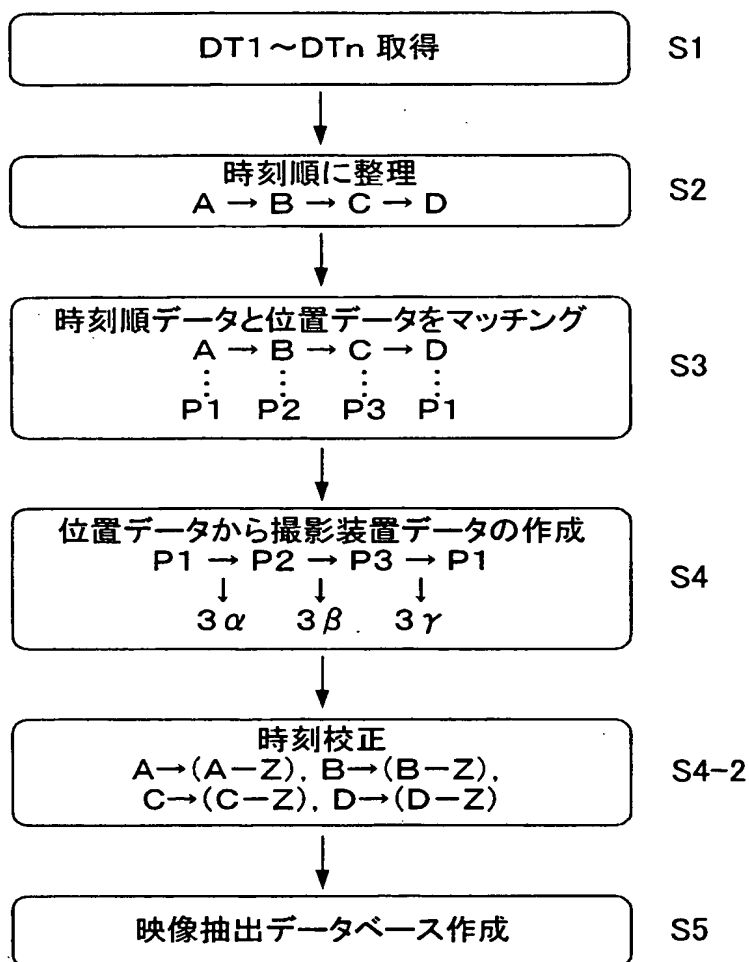 DT1～DTn 取得 S1
時刻順に整理
A → B → C → D
S2
時刻順データと位置データをマッチング
A → B → C → D
P1 P2 P3 P1
S3
位置データから撮影装置データの作成
P1 → P2 → P3 → P1
3α 3β 3γ
S4
時刻校正
A→(A−Z), B→(B−Z),
C→(C−Z), D→(D−Z)
S4−2
映像抽出データベース作成 S5